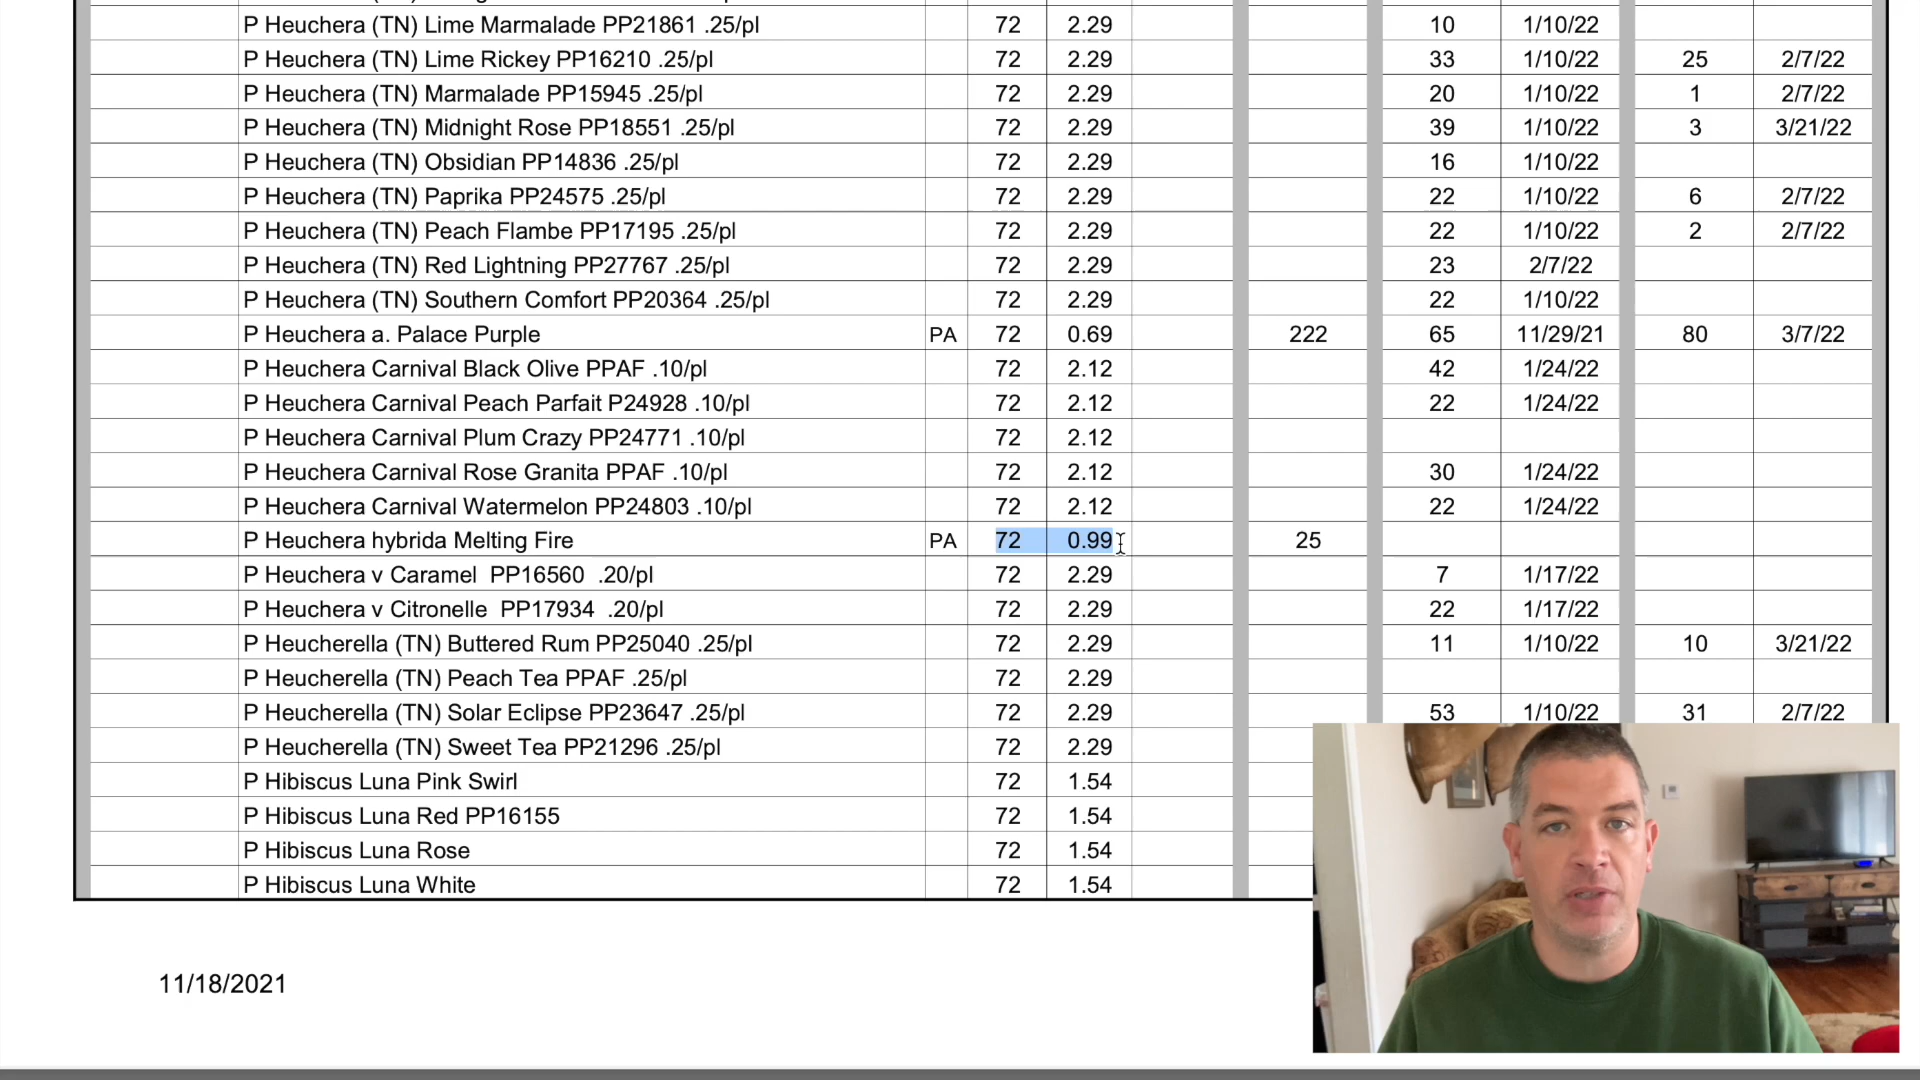 P Heuchera (TN) Lime Marmalade PP21861 .25/pl 72 2.29 10 1/10/22
P Heuchera (TN) Lime Rickey PP16210 .25/pl 72 2.29 33 1/10/22 25 2/7/22
P Heuchera (TN) Marmalade PP15945 .25/pl 72 2.29 20 1/10/22 1 2/7/22
P Heuchera (TN) Midnight Rose PP18551 .25/pl 72 2.29 39 1/10/22 3 3/21/22
P Heuchera (TN) Obsidian PP14836 .25/pl 72 2.29 16 1/10/22
P Heuchera (TN) Paprika PP24575 .25/pl 72 2.29 22 1/10/22 6 2/7/22
P Heuchera (TN) Peach Flambe PP17195 .25/pl 72 2.29 22 1/10/22 2 2/7/22
P Heuchera (TN) Red Lightning PP27767 .25/pl 72 2.29 23 2/7/22
P Heuchera (TN) Southern Comfort PP20364 .25/pl 72 2.29 22 1/10/22
P Heuchera a. Palace Purple PA 72 0.69 222 65 11/29/21 80 3/7/22
P Heuchera Carnival Black Olive PPAF .10/pl 72 2.12 42 1/24/22
P Heuchera Carnival Peach Parfait P24928 .10/pl 72 2.12 22 1/24/22
P Heuchera Carnival Plum Crazy PP24771 .10/pl 72 2.12
P Heuchera Carnival Rose Granita PPAF .10/pl 72 2.12 30 1/24/22
P Heuchera Carnival Watermelon PP24803 .10/pl 72 2.12 22 1/24/22
P Heuchera hybrida Melting Fire PA 72 0.99 25
P Heuchera v Caramel PP16560 .20/pl 72 2.29 7 1/17/22
P Heuchera v Citronelle PP17934 .20/pl 72 2.29 22 1/17/22
P Heucherella (TN) Buttered Rum PP25040 .25/pl 72 2.29 11 1/10/22 10 3/21/22
P Heucherella (TN) Peach Tea PPAF .25/pl 72 2.29
P Heucherella (TN) Solar Eclipse PP23647 .25/pl 72 2.29 53 1/10/22 31 2/7/22
P Heucherella (TN) Sweet Tea PP21296 .25/pl 72 2.29
P Hibiscus Luna Pink Swirl 72 1.54
P Hibiscus Luna Red PP16155 72 1.54
P Hibiscus Luna Rose 72 1.54
P Hibiscus Luna White 72 1.54
11/18/2021